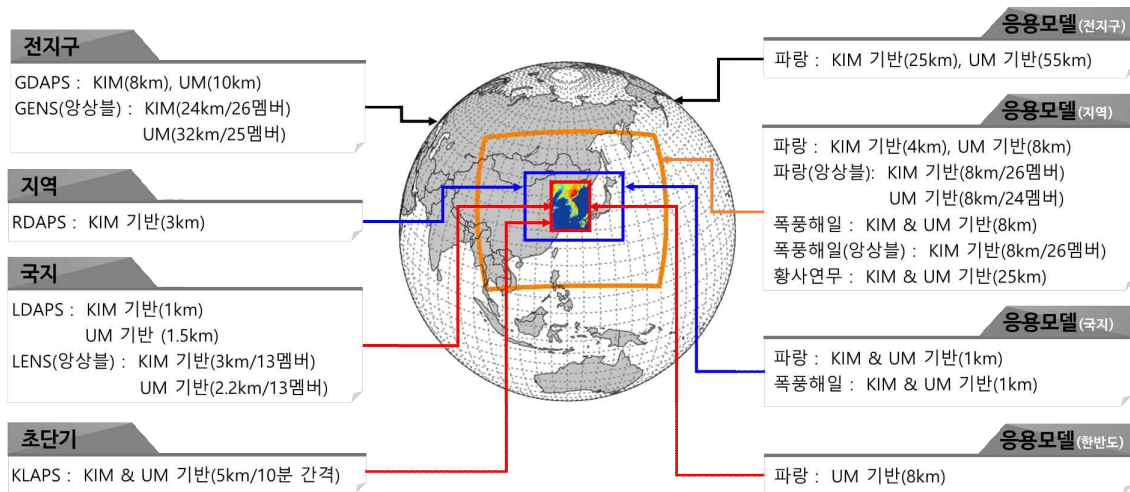 전지구
GDAPS : KIM(8km), UM(10km)
GENS(앙상블) : KIM(24km/26멤버)
UM(32km/25멤버)
지역
RDAPS : KIM 기반(3km)
국지
LDAPS : KIM 기반(1km)
UM 기반 (1.5km)
LENS(앙상블) : KIM 기반(3km/13멤버)
UM 기반(2.2km/13멤버)
초단기
KLAPS : KIM & UM 기반(5km/10분 간격)
응용모델(전지구)
파랑 : KIM 기반(25km), UM 기반(55km)
응용모델(지역)
파랑 : KIM 기반(4km), UM 기반(8km)
파랑(앙상블): KIM 기반(8km/26멤버)
UM 기반(8km/24멤버)
폭풍해일 : KIM & UM 기반(8km)
폭풍해일(앙상블) : KIM 기반(8km/26멤버)
황사연무 : KIM & UM 기반(25km)
응용모델(국지)
파랑 : KIM & UM 기반(1km)
폭풍해일 : KIM & UM 기반(1km)
응용모델(한반도)
파랑 : UM 기반(8km)